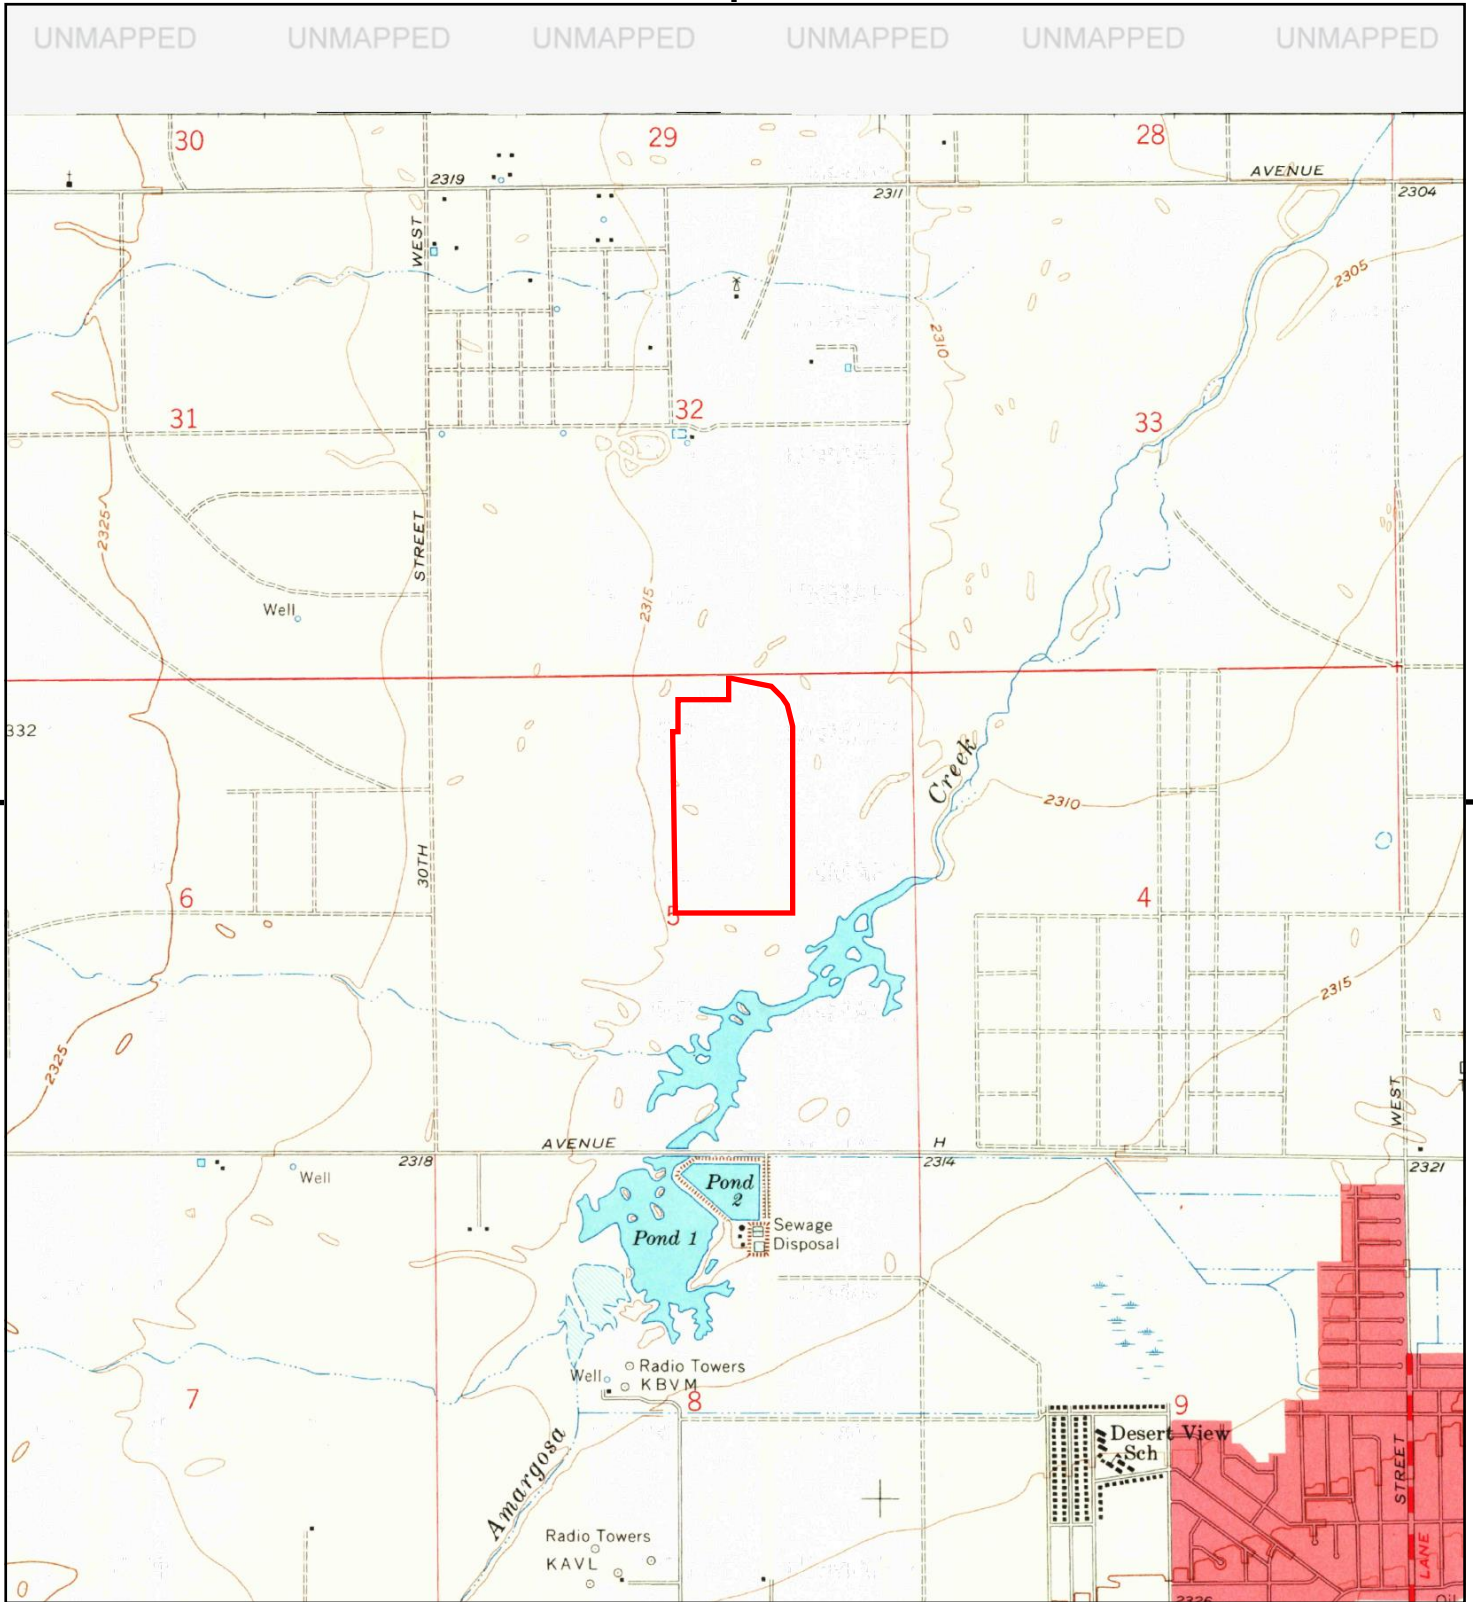 UNMAPPED UNMAPPED UNMAPPED UNMAPPED UNMAPPED UNMAPPED
30 29 28
AVENUE
2319 2311 2304
WEST
2305
2310
31 32 33
2325
STREET
2315
Well
332
Creek
2310
30TH
6 5 4
2315
2325
WEST
AVENUE H
2318 2314 2321
Well
Pond
2
Sewage
Disposal
Pond 1
Radio Towers
KBVM
Well
7 8 9
Desert View
Sch
Amargosa
STREET
Radio Towers
KAVL
LANE
2326
Oil